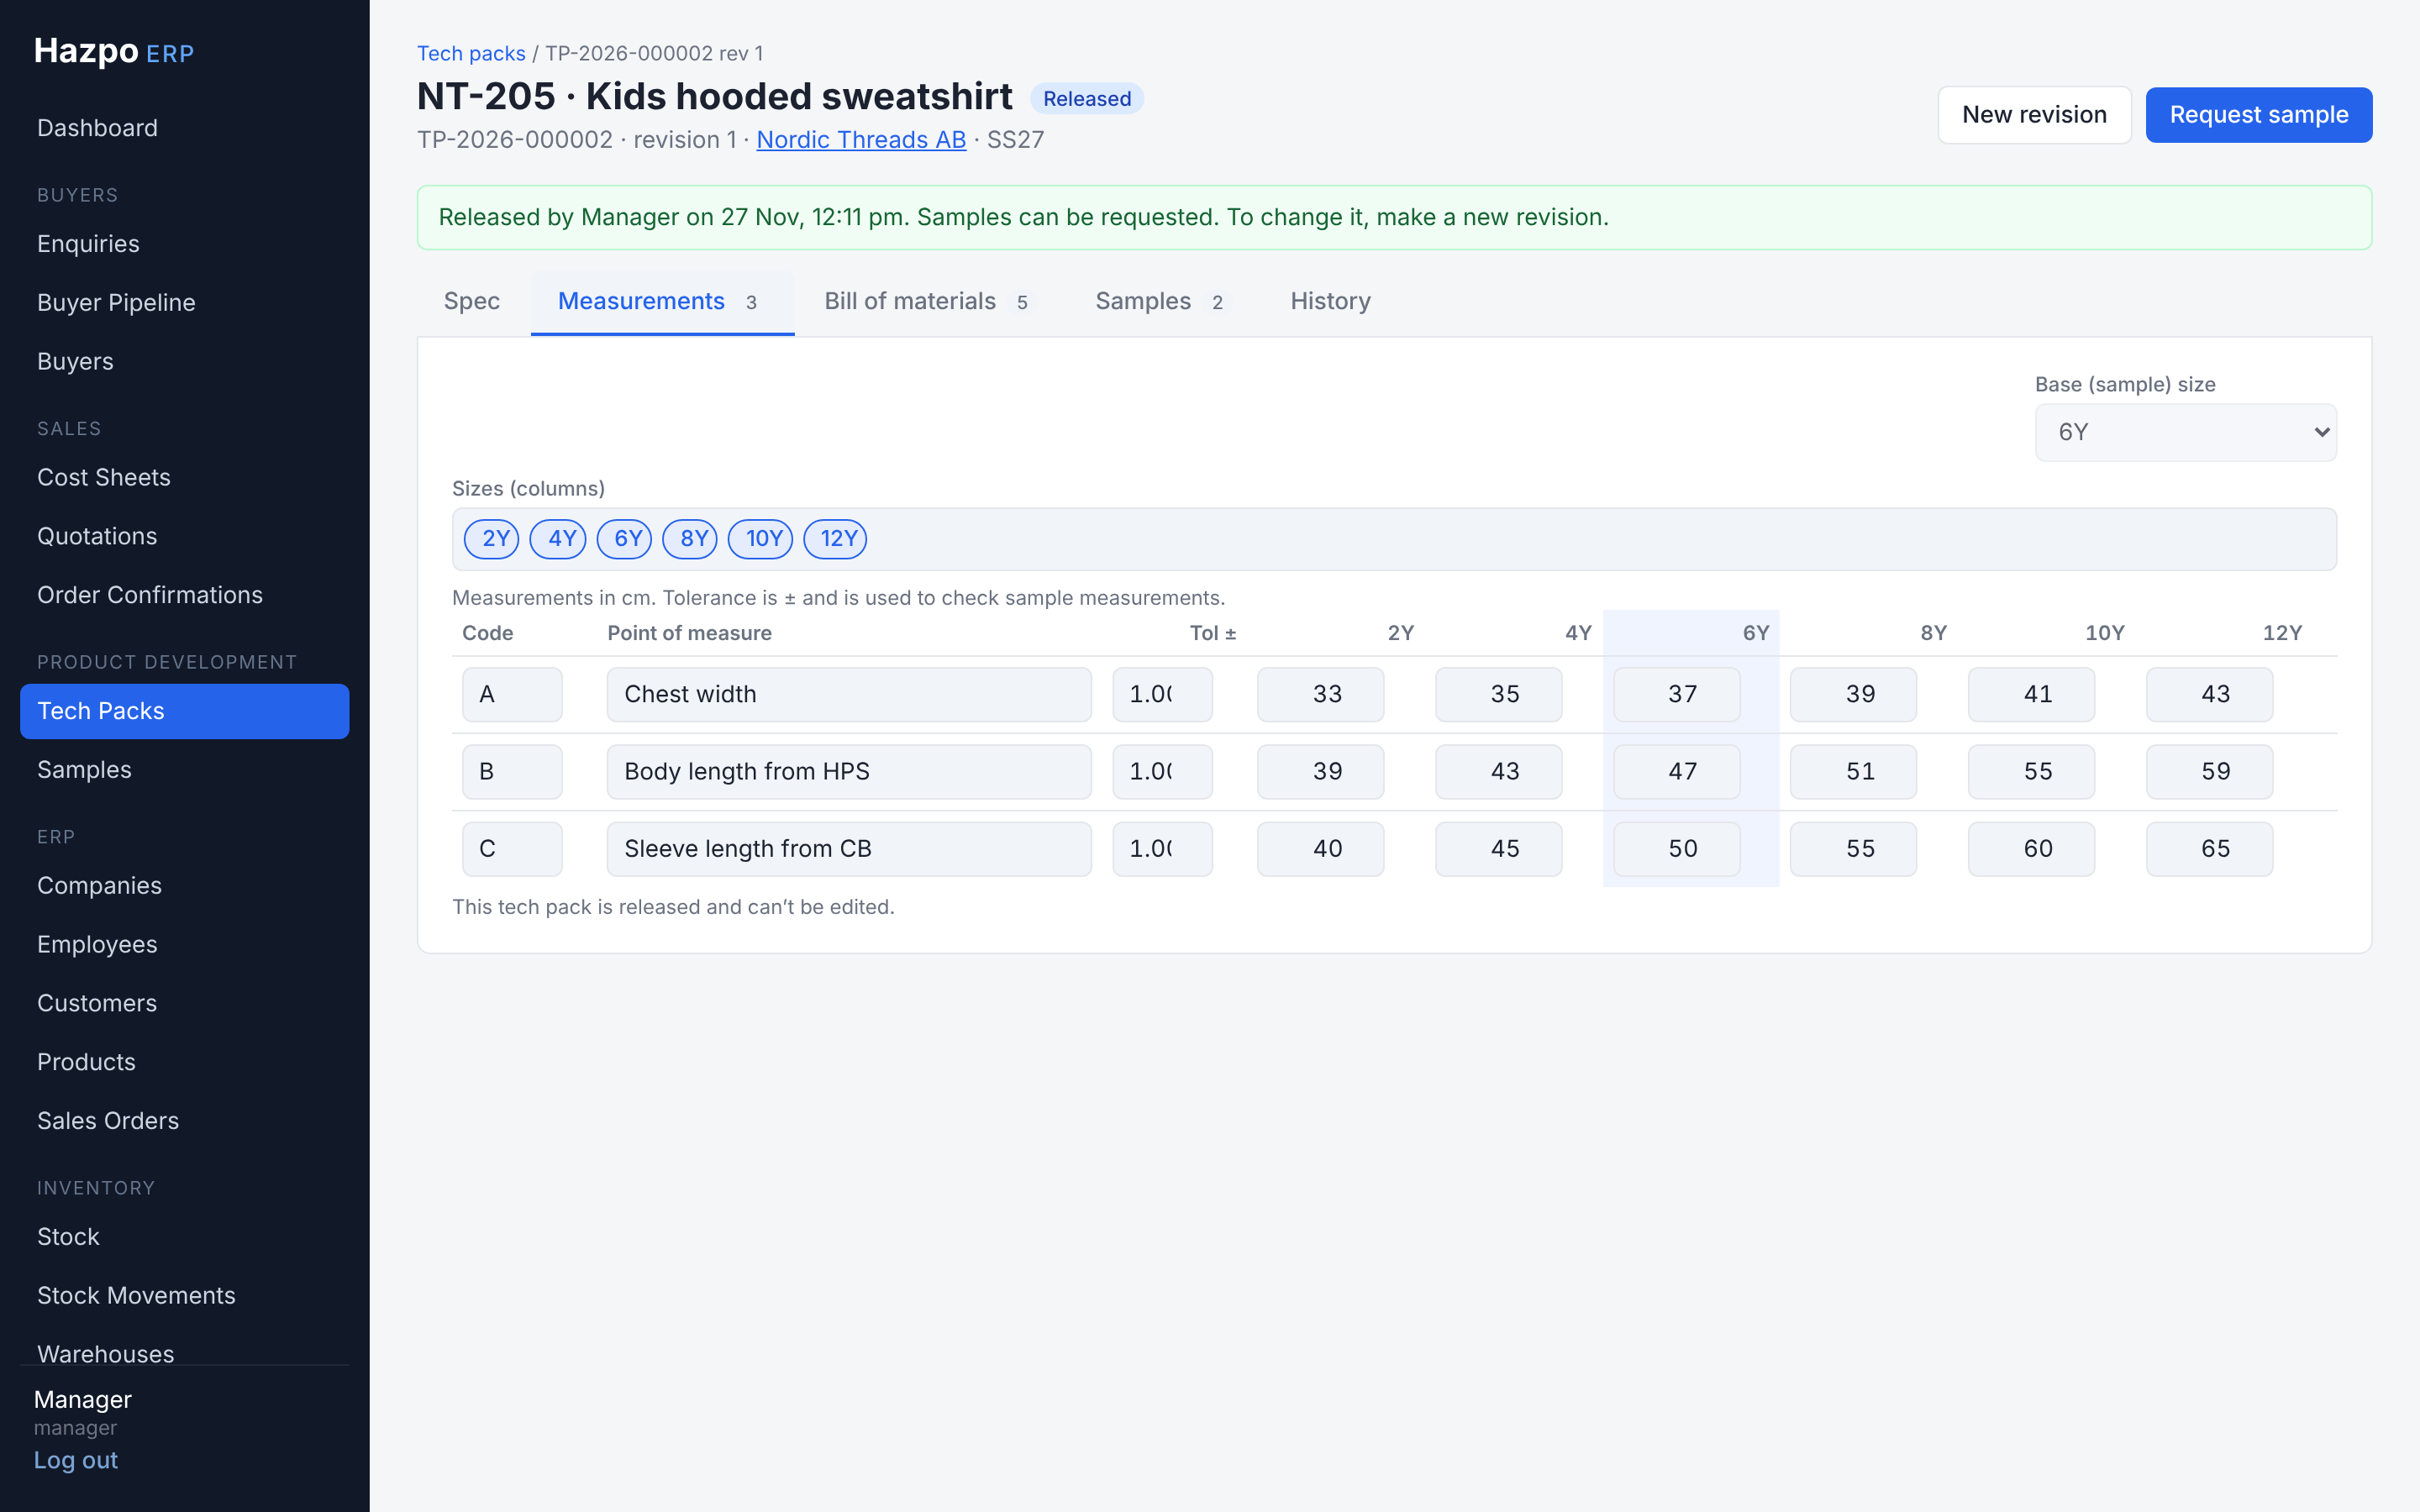 Hazpo ERP
Dashboard
BUYERS
Enquiries
Buyer Pipeline
Buyers
SALES
Cost Sheets
Quotations
Order Confirmations
PRODUCT DEVELOPMENT
Tech Packs
Samples
ERP
Companies
Employees
Customers
Products
Sales Orders
INVENTORY
Stock
Stock Movements
Warehouses
Manager
manager
Log out
Tech packs / TP-2026-000002 rev 1
NT-205 · Kids hooded sweatshirt Released
TP-2026-000002 · revision 1 · Nordic Threads AB · SS27
New revision Request sample
Released by Manager on 27 Nov, 12:11 pm. Samples can be requested. To change it, make a new revision.
Spec Measurements 3 Bill of materials 5 Samples 2 History
Base (sample) size
6Y
Sizes (columns)
2Y 4Y 6Y 8Y 10Y 12Y
Measurements in cm. Tolerance is ± and is used to check sample measurements.
Code Point of measure Tol ± 2Y 4Y 6Y 8Y 10Y 12Y
A Chest width 1.00 33 35 37 39 41 43
B Body length from HPS 1.00 39 43 47 51 55 59
C Sleeve length from CB 1.00 40 45 50 55 60 65
This tech pack is released and can’t be edited.